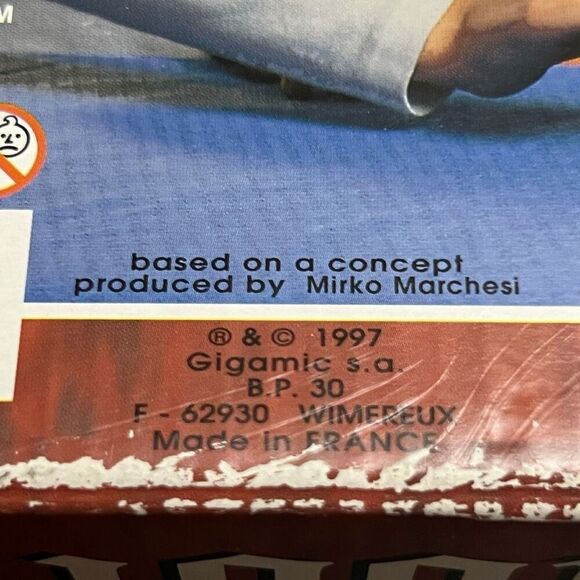 M
based on a concept
produced by Mirko Marchesi
® & © 1997
Gigamic s.a.
B.P. 30
F - 62930 WIMEREUX
Made in FRANCE